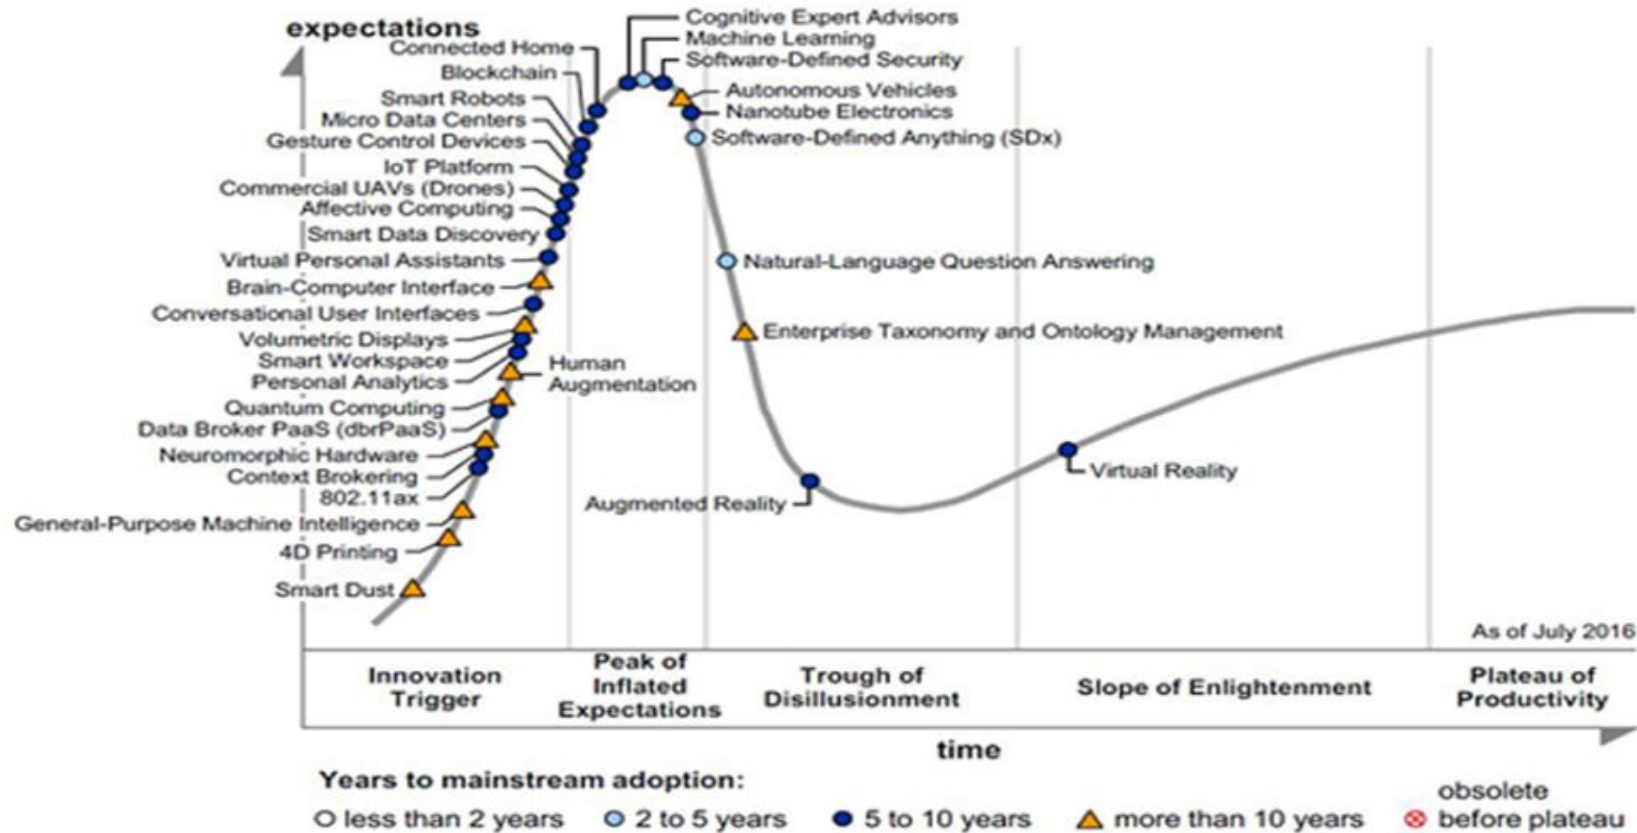 expectations
Cognitive Expert Advisors
Machine Learning
Software-Defined Security
Autonomous Vehicles
Nanotube Electronics
Software-Defined Anything (SDx)
Connected Home
Blockchain
Smart Robots
Micro Data Centers
Gesture Control Devices
IoT Platform
Commercial UAVs (Drones)
Affective Computing
Smart Data Discovery
Virtual Personal Assistants
Brain-Computer Interface
Conversational User Interfaces
Volumetric Displays
Smart Workspace
Personal Analytics
Human
Augmentation
Quantum Computing
Data Broker PaaS (dbrPaaS)
Neuromorphic Hardware
Context Brokering
802.11ax
General-Purpose Machine Intelligence
4D Printing
Smart Dust
Natural-Language Question Answering
Enterprise Taxonomy and Ontology Management
Augmented Reality
Virtual Reality
As of July 2016
Innovation
Trigger
Peak of
Inflated
Expectations
Trough of
Disillusionment
Slope of Enlightenment
Plateau of
Productivity
time
Years to mainstream adoption:
less than 2 years
2 to 5 years
5 to 10 years
more than 10 years
obsolete
before plateau